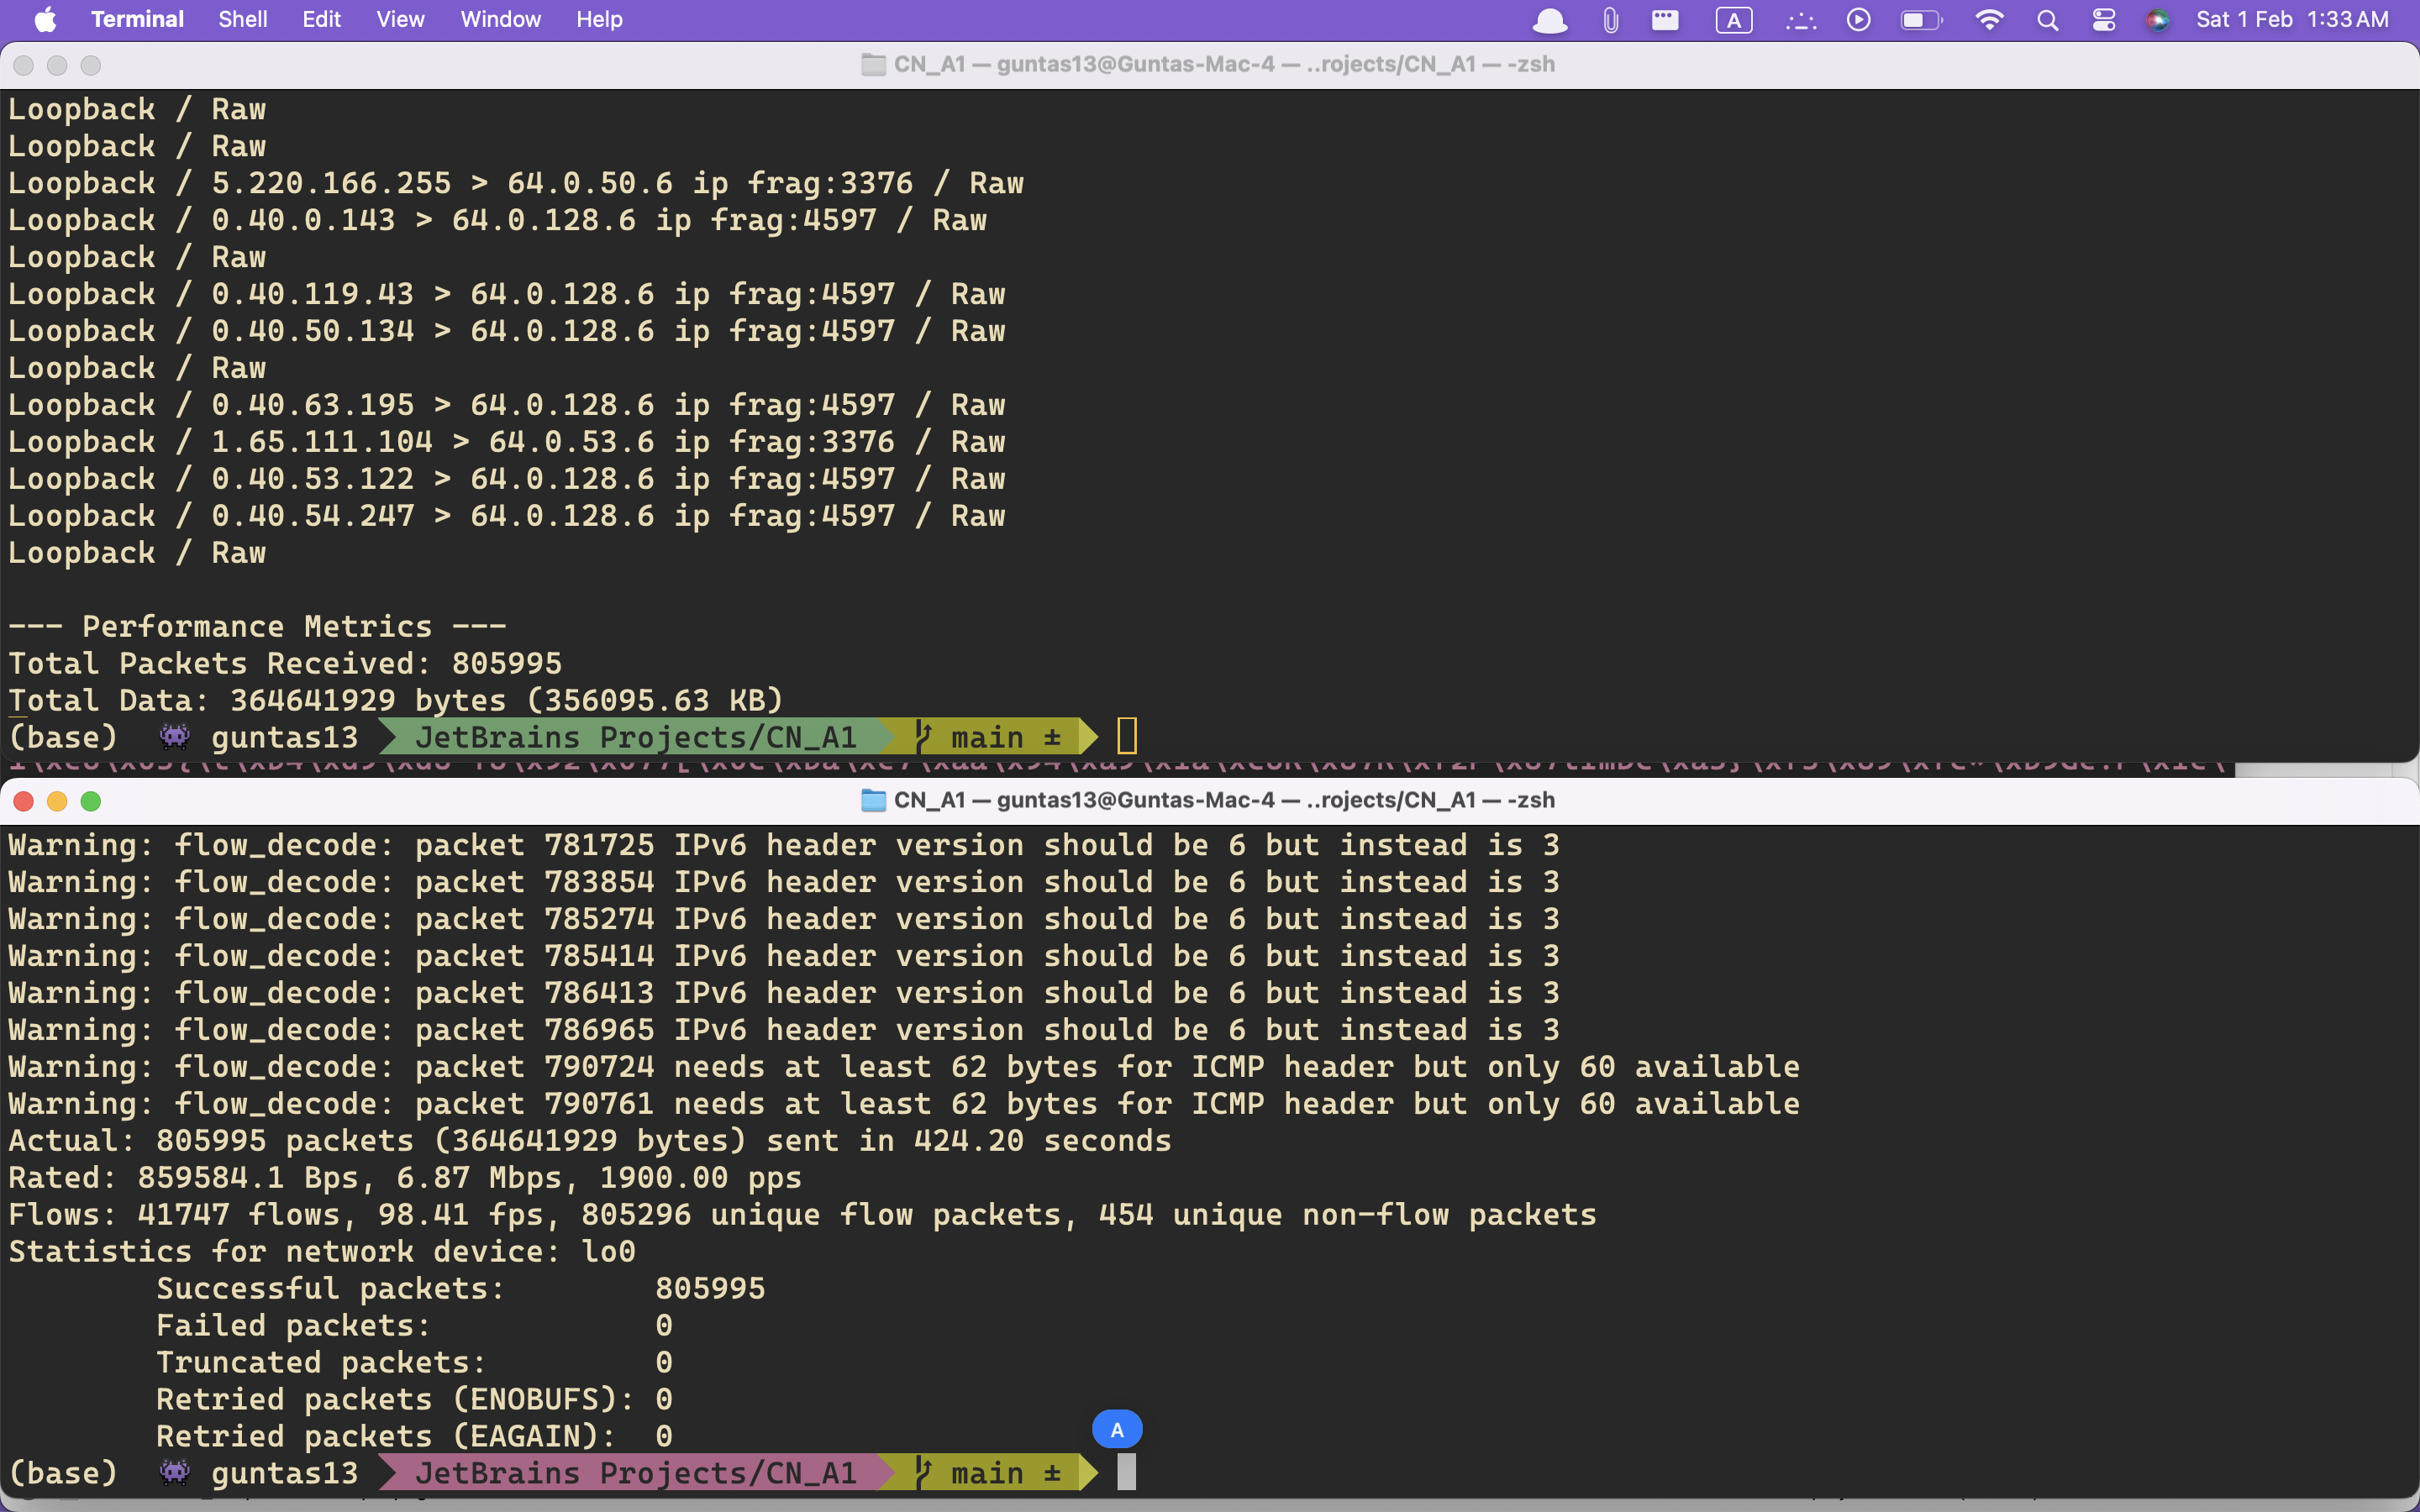 Terminal Shell Edit View Window Help A Sat 1 Feb 1:33 AM
CN_A1 — guntas13@Guntas-Mac-4 — ..rojects/CN_A1 — -zsh
Loopback / Raw
Loopback / Raw
Loopback / 5.220.166.255 > 64.0.50.6 ip frag:3376 / Raw
Loopback / 0.40.0.143 > 64.0.128.6 ip frag:4597 / Raw
Loopback / Raw
Loopback / 0.40.119.43 > 64.0.128.6 ip frag:4597 / Raw
Loopback / 0.40.50.134 > 64.0.128.6 ip frag:4597 / Raw
Loopback / Raw
Loopback / 0.40.63.195 > 64.0.128.6 ip frag:4597 / Raw
Loopback / 1.65.111.104 > 64.0.53.6 ip frag:3376 / Raw
Loopback / 0.40.53.122 > 64.0.128.6 ip frag:4597 / Raw
Loopback / 0.40.54.247 > 64.0.128.6 ip frag:4597 / Raw
Loopback / Raw
--- Performance Metrics ---
Total Packets Received: 805995
Total Data: 364641929 bytes (356095.63 KB)
(base) guntas13 JetBrains Projects/CN_A1 main ±
CN_A1 — guntas13@Guntas-Mac-4 — ..rojects/CN_A1 — -zsh
Warning: flow_decode: packet 781725 IPv6 header version should be 6 but instead is 3
Warning: flow_decode: packet 783854 IPv6 header version should be 6 but instead is 3
Warning: flow_decode: packet 785274 IPv6 header version should be 6 but instead is 3
Warning: flow_decode: packet 785414 IPv6 header version should be 6 but instead is 3
Warning: flow_decode: packet 786413 IPv6 header version should be 6 but instead is 3
Warning: flow_decode: packet 786965 IPv6 header version should be 6 but instead is 3
Warning: flow_decode: packet 790724 needs at least 62 bytes for ICMP header but only 60 available
Warning: flow_decode: packet 790761 needs at least 62 bytes for ICMP header but only 60 available
Actual: 805995 packets (364641929 bytes) sent in 424.20 seconds
Rated: 859584.1 Bps, 6.87 Mbps, 1900.00 pps
Flows: 41747 flows, 98.41 fps, 805296 unique flow packets, 454 unique non-flow packets
Statistics for network device: lo0
Successful packets: 805995
Failed packets: 0
Truncated packets: 0
Retried packets (ENOBUFS): 0
Retried packets (EAGAIN): 0
A
(base) guntas13 JetBrains Projects/CN_A1 main ±